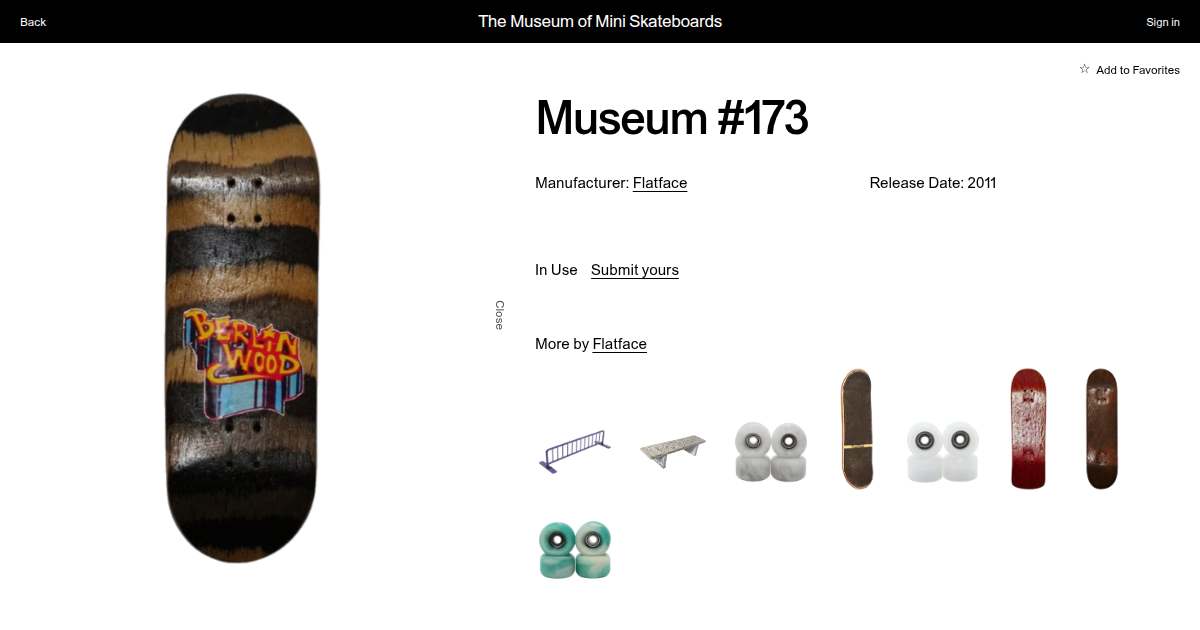 Back
The Museum of Mini Skateboards
Sign in
☆ Add to Favorites
Museum #173
Manufacturer: Flatface
Release Date: 2011
In Use Submit yours
Close
More by Flatface
BERLIN
WOOD